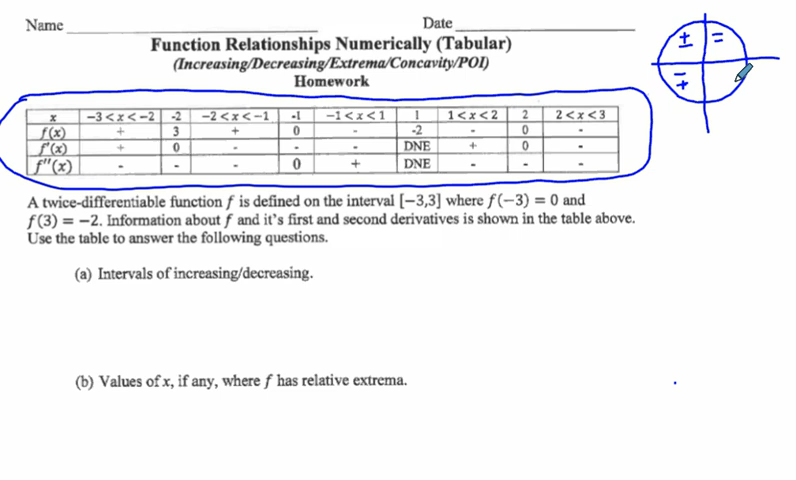 Name Date
Function Relationships Numerically (Tabular)
(Increasing/Decreasing/Extrema/Concavity/POI)
Homework
x -3 < x < -2 -2 -2 < x < -1 -1 -1 < x < 1 1 1 < x < 2 2 2 < x < 3
f(x) + 3 + 0 - -2 - 0 -
f'(x) + 0 - - - DNE + 0 -
f''(x) - - - 0 + DNE - - -
A twice-differentiable function f is defined on the interval [-3,3] where f(-3) = 0 and
f(3) = -2. Information about f and it's first and second derivatives is shown in the table above.
Use the table to answer the following questions.
(a) Intervals of increasing/decreasing.
(b) Values of x, if any, where f has relative extrema.